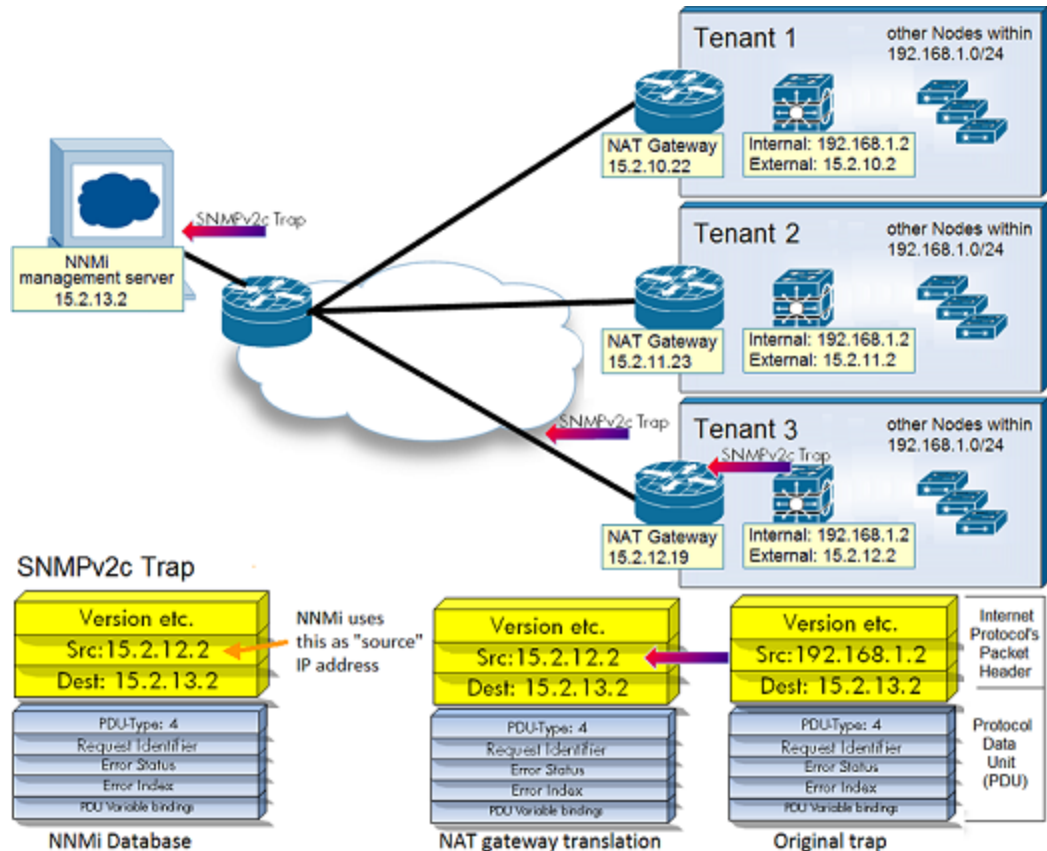 Tenant 1
other Nodes within
192.168.1.0/24
NAT Gateway
15.2.10.22
Internal: 192.168.1.2
External: 15.2.10.2
SNMPv2c Trap
NNMi
management server
15.2.13.2
Tenant 2
other Nodes within
192.168.1.0/24
NAT Gateway
15.2.11.23
Internal: 192.168.1.2
External: 15.2.11.2
SNMPv2c Trap
Tenant 3
other Nodes within
192.168.1.0/24
SNMPv2c Trap
NAT Gateway
15.2.12.19
Internal: 192.168.1.2
External: 15.2.12.2
SNMPv2c Trap
Version etc.
Src:15.2.12.2
Dest: 15.2.13.2
NNMi uses
this as "source"
IP address
PDU-Type: 4
Request Identifier
Error Status
Error Index
PDU Variable bindings
NNMi Database
Version etc.
Src:15.2.12.2
Dest: 15.2.13.2
PDU-Type: 4
Request Identifier
Error Status
Error Index
PDU Variable bindings
NAT gateway translation
Version etc.
Src:192.168.1.2
Dest: 15.2.13.2
PDU-Type: 4
Request Identifier
Error Status
Error Index
PDU Variable bindings
Original trap
Internet
Protocol's
Packet
Header
Protocol
Data
Unit
(PDU)